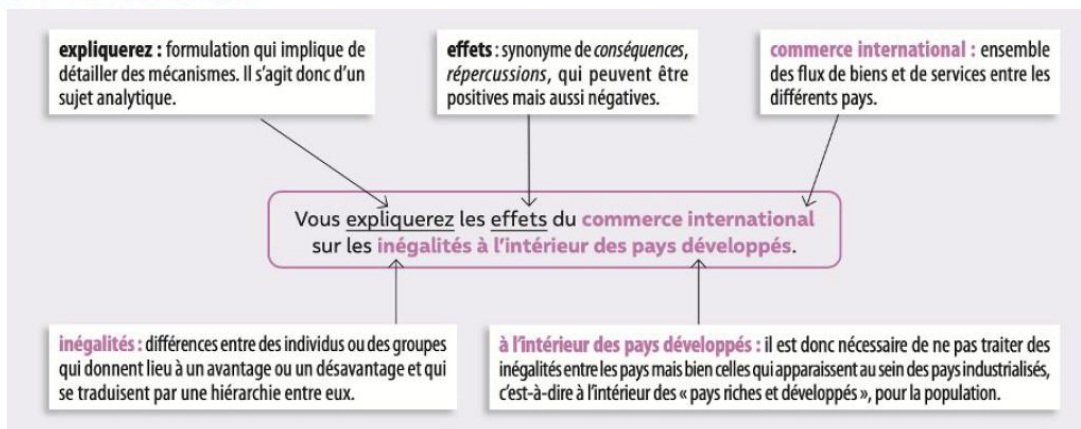 expliquerez : formulation qui implique de
détailler des mécanismes. Il s’agit donc d’un
sujet analytique.
effets : synonyme de conséquences,
répercussions, qui peuvent être
positives mais aussi négatives.
commerce international : ensemble
des flux de biens et de services entre les
différents pays.
Vous expliquerez les effets du commerce international
sur les inégalités à l’intérieur des pays développés.
inégalités : différences entre des individus ou des groupes
qui donnent lieu à un avantage ou un désavantage et qui
se traduisent par une hiérarchie entre eux.
à l’intérieur des pays développés : il est donc nécessaire de ne pas traiter des
inégalités entre les pays mais bien celles qui apparaissent au sein des pays industrialisés,
c’est-à-dire à l’intérieur des « pays riches et développés », pour la population.